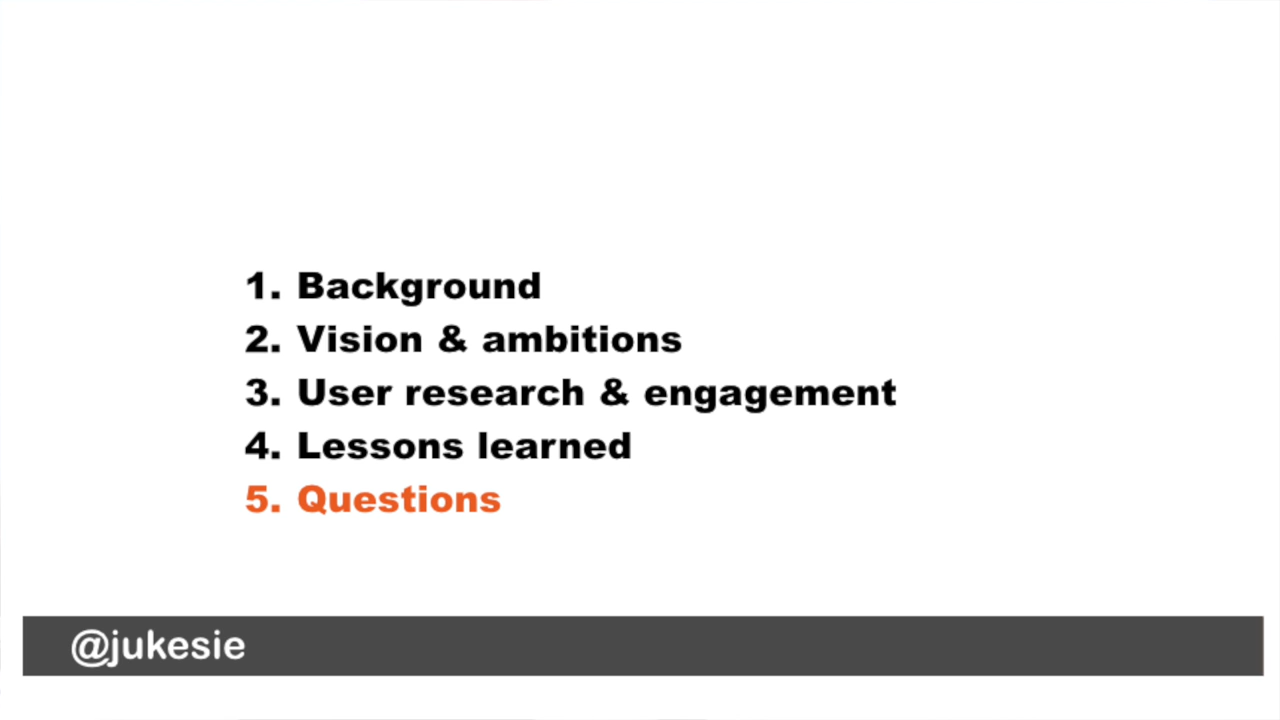 1. Background
2. Vision & ambitions
3. User research & engagement
4. Lessons learned
5. Questions
@jukesie